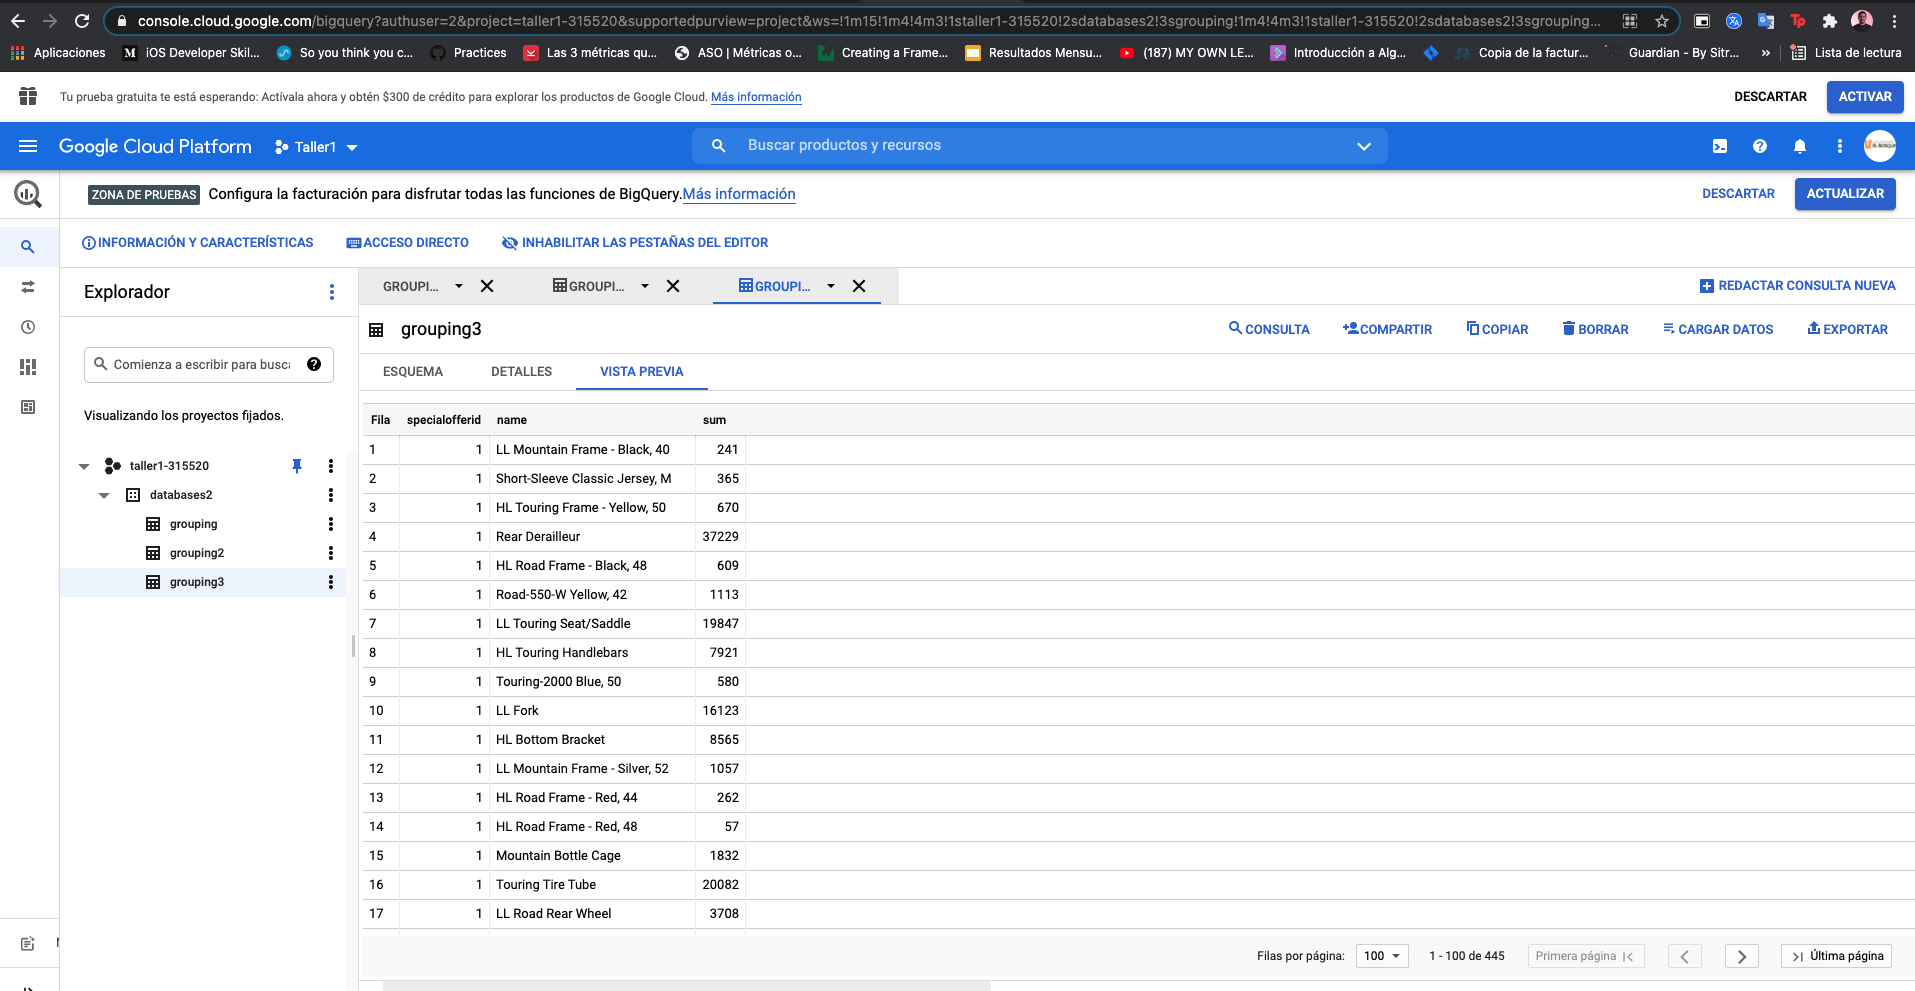 console.cloud.google.com/bigquery?authuser=2&project=taller1-315520&supportedpurview=project&ws=!1m15!1m4!4m3!1staller1-315520!2sdatabases2!3sgrouping!1m4!4m3!1staller1-315520!2sdatabases2!3sgrouping...
Aplicaciones iOS Developer Skil... So you think you c... Practices Las 3 métricas qu... ASO | Métricas o... Creating a Frame... Resultados Mensu... (187) MY OWN LE... Introducción a Alg... Copia de la factur... Guardian - By Sitr... » Lista de lectura
Tu prueba gratuita te está esperando: Actívala ahora y obtén $300 de crédito para explorar los productos de Google Cloud. Más información DESCARTAR ACTIVAR
Google Cloud Platform Taller1 Buscar productos y recursos
ZONA DE PRUEBAS Configura la facturación para disfrutar todas las funciones de BigQuery.Más información DESCARTAR ACTUALIZAR
INFORMACIÓN Y CARACTERÍSTICAS ACCESO DIRECTO INHABILITAR LAS PESTAÑAS DEL EDITOR
Explorador
Comienza a escribir para busca
Visualizando los proyectos fijados.
taller1-315520
databases2
grouping
grouping2
grouping3
GROUPI... GROUPI... GROUPI... REDACTAR CONSULTA NUEVA
grouping3 CONSULTA COMPARTIR COPIAR BORRAR CARGAR DATOS EXPORTAR
ESQUEMA DETALLES VISTA PREVIA
Fila specialofferid name sum
1 1 LL Mountain Frame - Black, 40 241
2 1 Short-Sleeve Classic Jersey, M 365
3 1 HL Touring Frame - Yellow, 50 670
4 1 Rear Derailleur 37229
5 1 HL Road Frame - Black, 48 609
6 1 Road-550-W Yellow, 42 1113
7 1 LL Touring Seat/Saddle 19847
8 1 HL Touring Handlebars 7921
9 1 Touring-2000 Blue, 50 580
10 1 LL Fork 16123
11 1 HL Bottom Bracket 8565
12 1 LL Mountain Frame - Silver, 52 1057
13 1 HL Road Frame - Red, 44 262
14 1 HL Road Frame - Red, 48 57
15 1 Mountain Bottle Cage 1832
16 1 Touring Tire Tube 20082
17 1 LL Road Rear Wheel 3708
Filas por página: 100 1 - 100 de 445 Primera página Última página